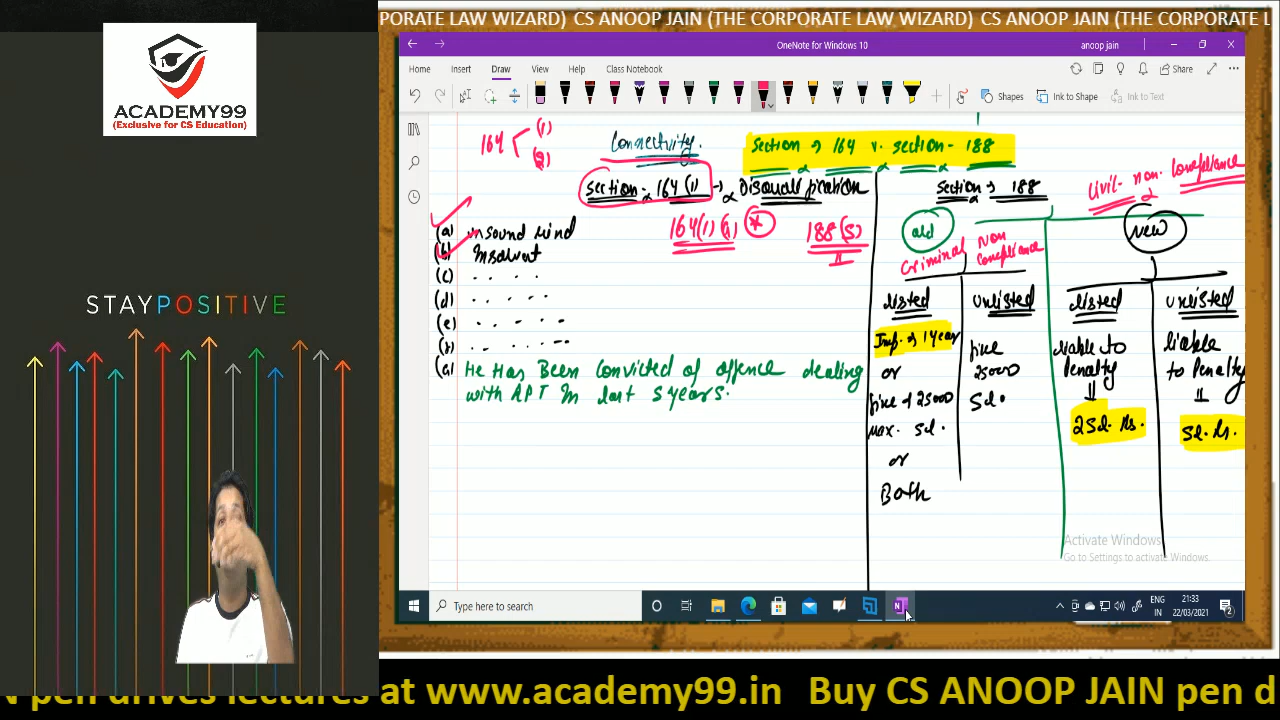 PORATE LAW WIZARD) CS ANOOP JAIN (THE CORPORATE LAW WIZARD) CS ANOOP JAIN (THE CORPORATE L
ACADEMY99
(Exclusive for CS Education)
STAYPOSITIVE
OneNote for Windows 10
anoop jain
Home Insert Draw View Help Class Notebook
Share
Shapes Ink to Shape Ink to Text
164 (1)
(2)
Connectivity.
Section → 164 v. section - 188
Section - 164 (1) → Disqualification
Section → 188
Civil - non - Compliance
164(1)(g) * 188(5)
old
New
Criminal Non Compliance
(a) unsound mind
(b) Insolvent
(c) . . . . .
(d) . . . . .
(e) . . . . .
(f) . . . . .
(g) He Has Been Convicted of offence dealing
with RPT in last 5 years.
Listed
Imp. → 1 year
or
fine → 25000
Max. 5L.
or
Both
Unlisted
fine
25000
5L.
Listed
liable to
Penalty
=
25L. Rs.
Unlisted
liable
to Penalty
=
5L. Rs.
Activate Windows
Go to Settings to activate Windows.
Type here to search
ENG
IN
21:33
22/03/2021
2
N pen drives lectures at www.academy99.in Buy CS ANOOP JAIN pen d